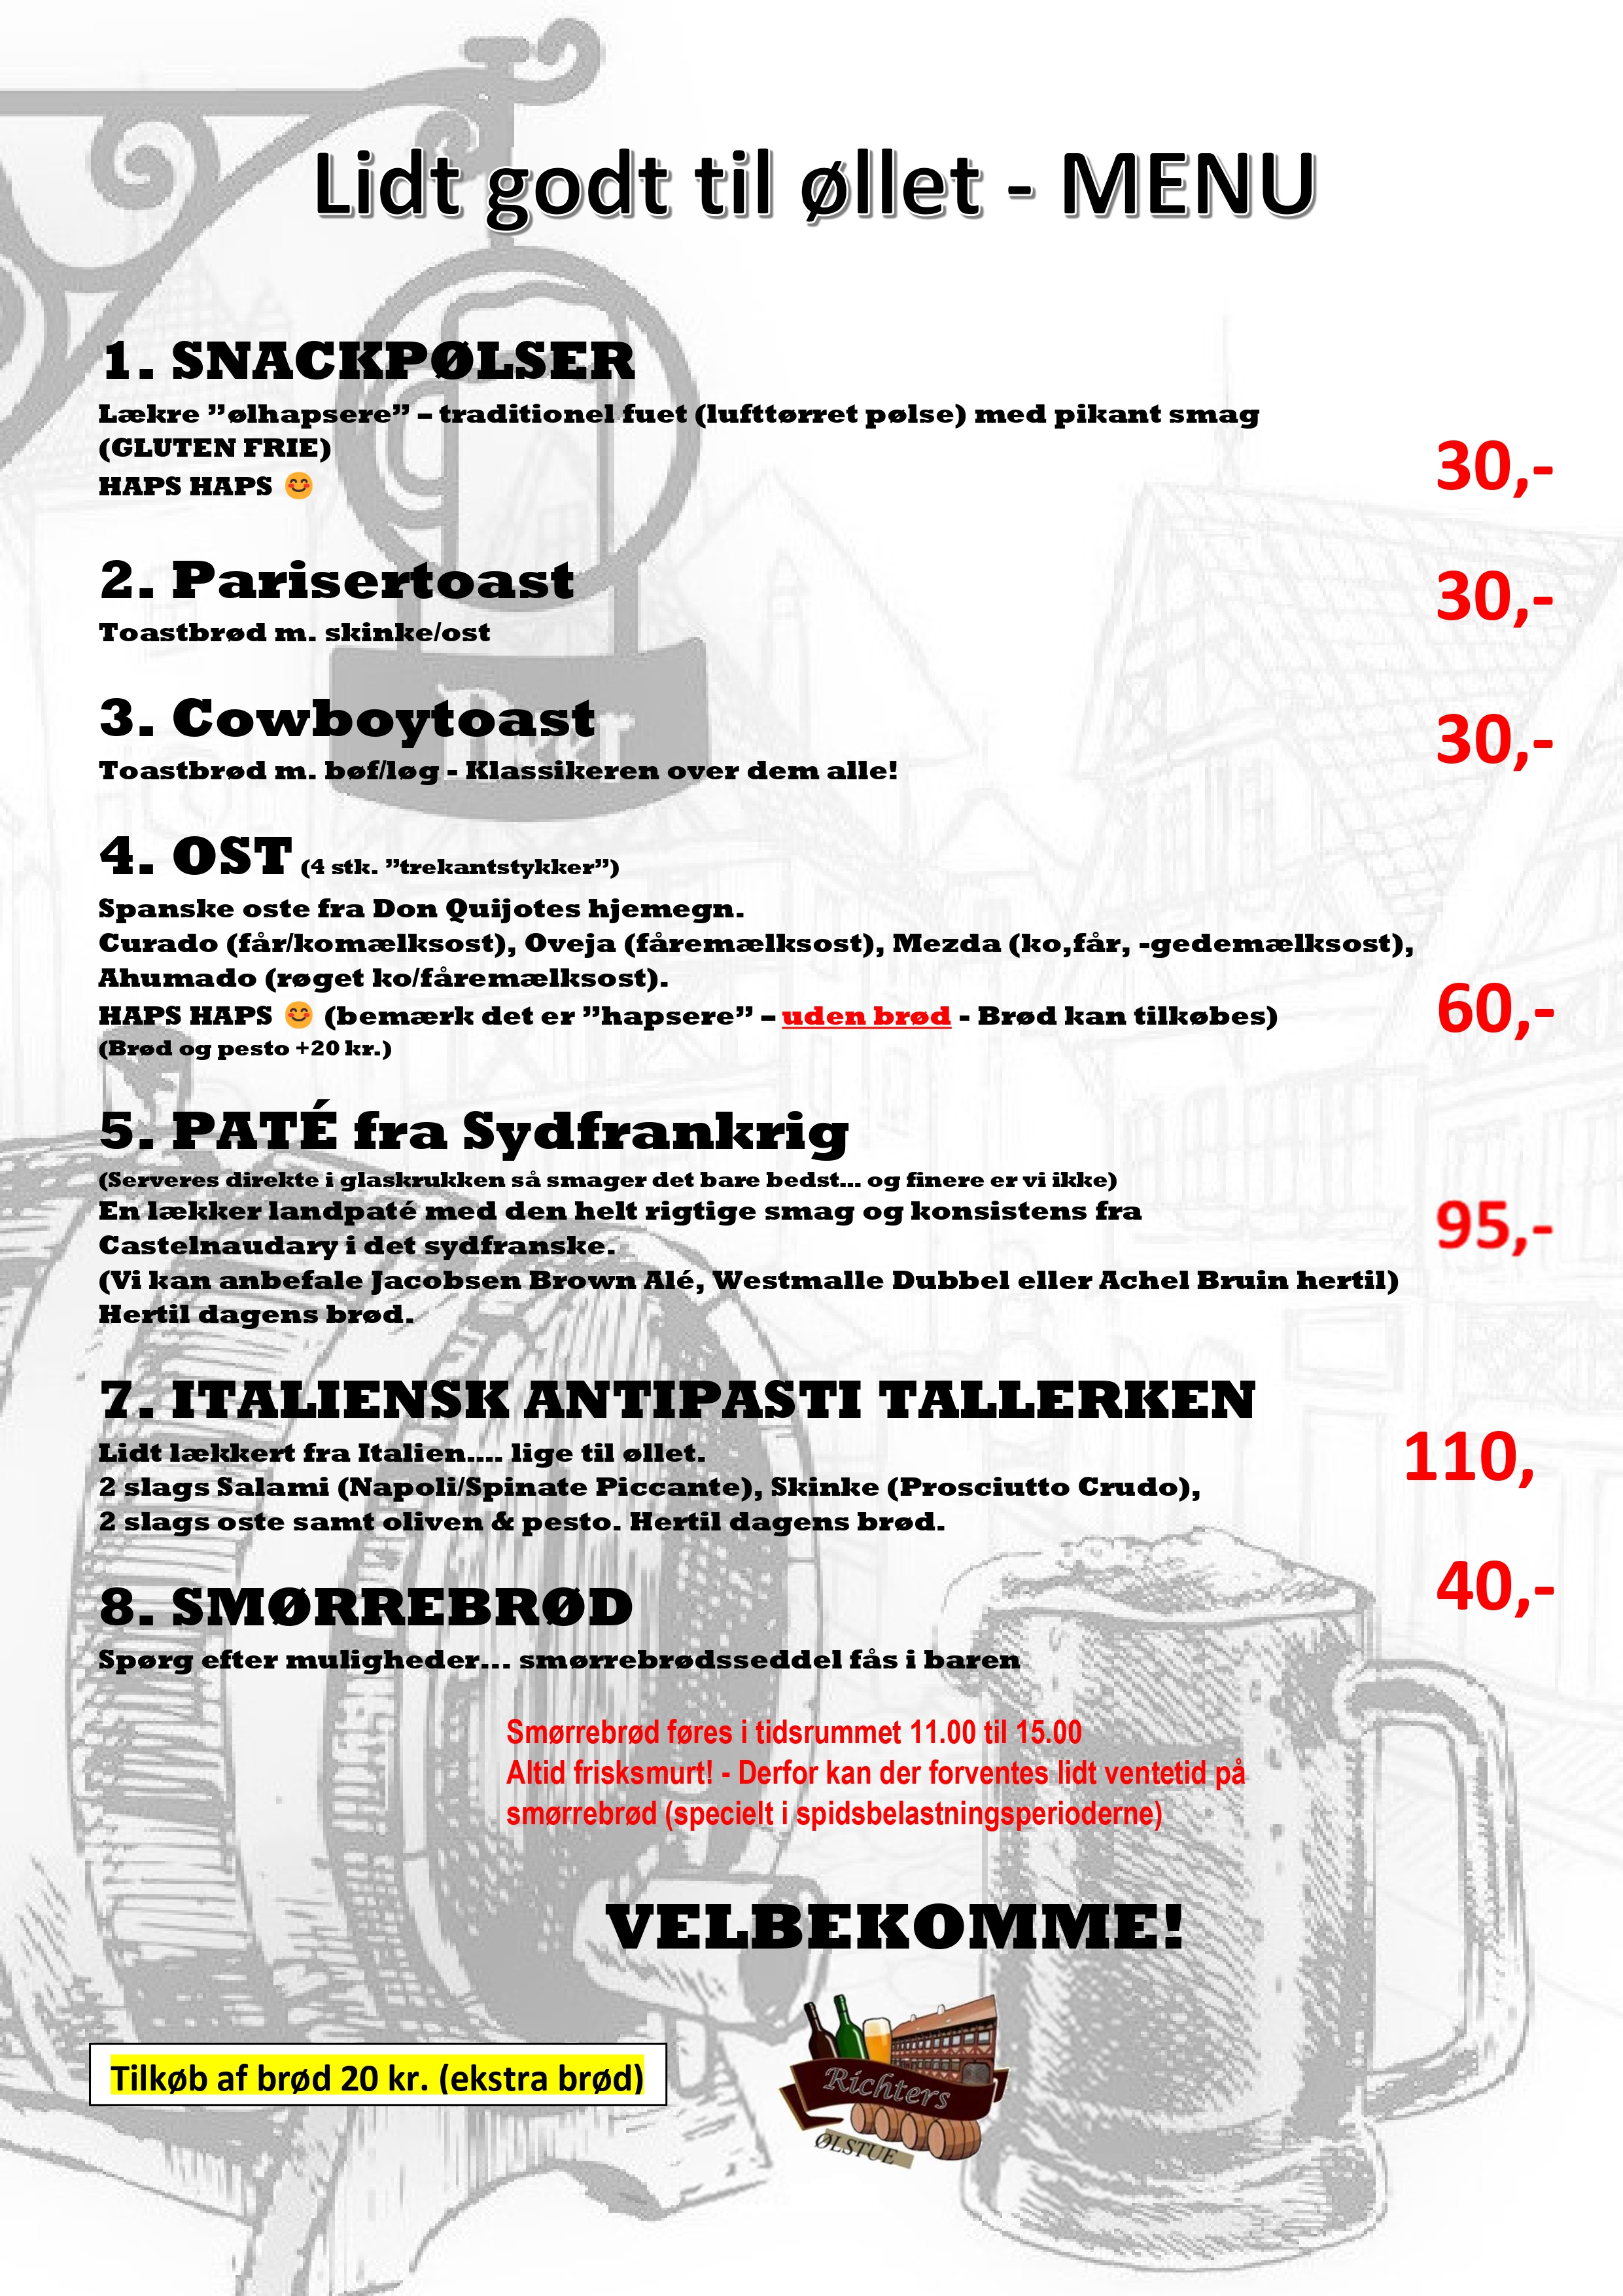 Lidt godt til øllet - MENU
1. SNACKPØLSER
Lækre ”ølhapsere” – traditionel fuet (lufttørret pølse) med pikant smag
(GLUTEN FRIE)
30,-
HAPS HAPS 😊
2. Parisertoast
30,-
Toastbrød m. skinke/ost
3. Cowboytoast
30,-
Toastbrød m. bøf/løg - Klassikeren over dem alle!
4. OST (4 stk. ”trekantstykker”)
Spanske oste fra Don Quijotes hjemegn.
Curado (får/komælksost), Oveja (fåremælksost), Mezda (ko,får, -gedemælksost),
Ahumado (røget ko/fåremælksost).
HAPS HAPS 😊 (bemærk det er ”hapsere” – uden brød - Brød kan tilkøbes)
60,-
(Brød og pesto +20 kr.)
5. PATÉ fra Sydfrankrig
(Serveres direkte i glaskrukken så smager det bare bedst... og finere er vi ikke)
En lækker landpaté med den helt rigtige smag og konsistens fra
95,-
Castelnaudary i det sydfranske.
(Vi kan anbefale Jacobsen Brown Alé, Westmalle Dubbel eller Achel Bruin hertil)
Hertil dagens brød.
7. ITALIENSK ANTIPASTI TALLERKEN
Lidt lækkert fra Italien.... lige til øllet.
110,
2 slags Salami (Napoli/Spinate Piccante), Skinke (Prosciutto Crudo),
2 slags oste samt oliven & pesto. Hertil dagens brød.
8. SMØRREBRØD
40,-
Spørg efter muligheder... smørrebrødsseddel fås i baren
Smørrebrød føres i tidsrummet 11.00 til 15.00
Altid frisksmurt! - Derfor kan der forventes lidt ventetid på
smørrebrød (specielt i spidsbelastningsperioderne)
VELBEKOMME!
Tilkøb af brød 20 kr. (ekstra brød)
Richters
ØLSTUE